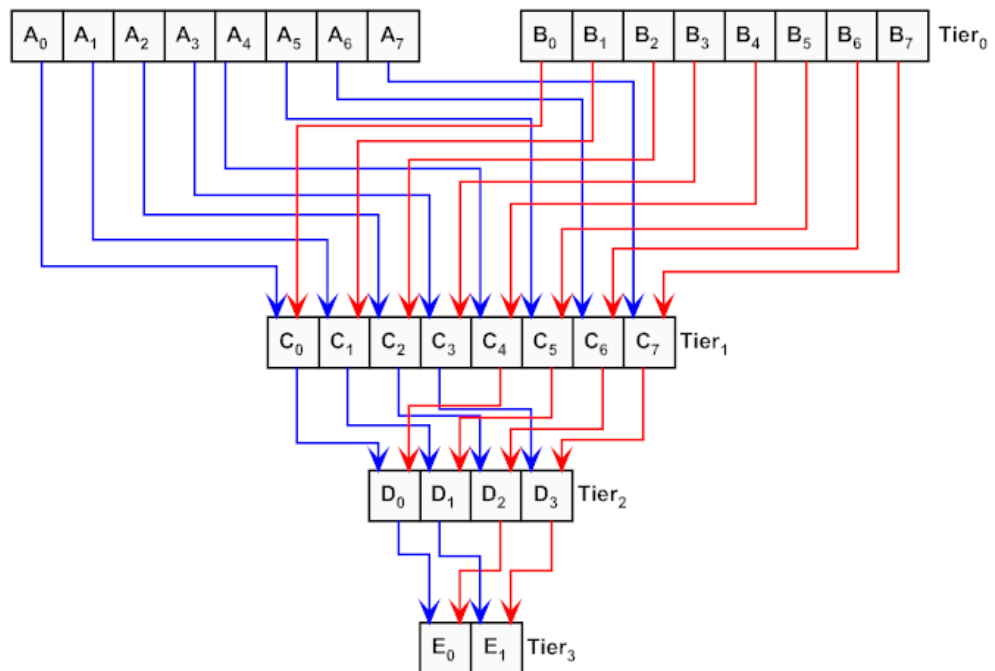 A₀ A₁ A₂ A₃ A₄ A₅ A₆ A₇ B₀ B₁ B₂ B₃ B₄ B₅ B₆ B₇ Tier₀
C₀ C₁ C₂ C₃ C₄ C₅ C₆ C₇ Tier₁
D₀ D₁ D₂ D₃ Tier₂
E₀ E₁ Tier₃